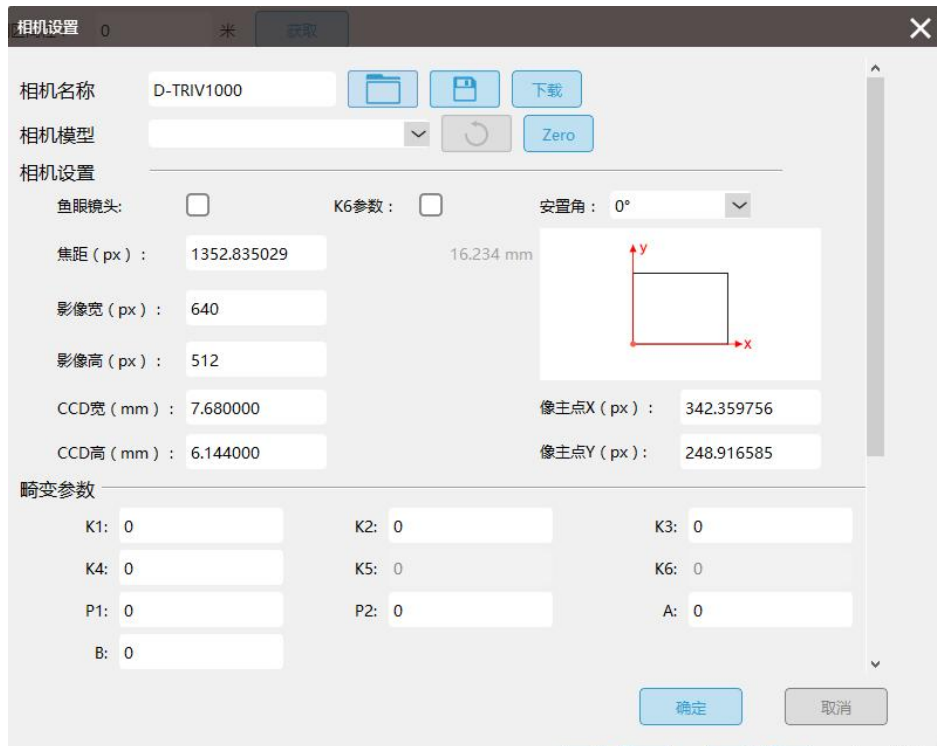 相机设置
0 米 获取
相机名称 D-TRIV1000 下载
相机模型 Zero
相机设置
鱼眼镜头: K6参数: 安置角: 0°
焦距(px): 1352.835029 16.234 mm
y
影像宽(px): 640
x
影像高(px): 512
CCD宽(mm): 7.680000 像主点X(px): 342.359756
CCD高(mm): 6.144000 像主点Y(px): 248.916585
畸变参数
K1: 0 K2: 0 K3: 0
K4: 0 K5: 0 K6: 0
P1: 0 P2: 0 A: 0
B: 0
确定 取消